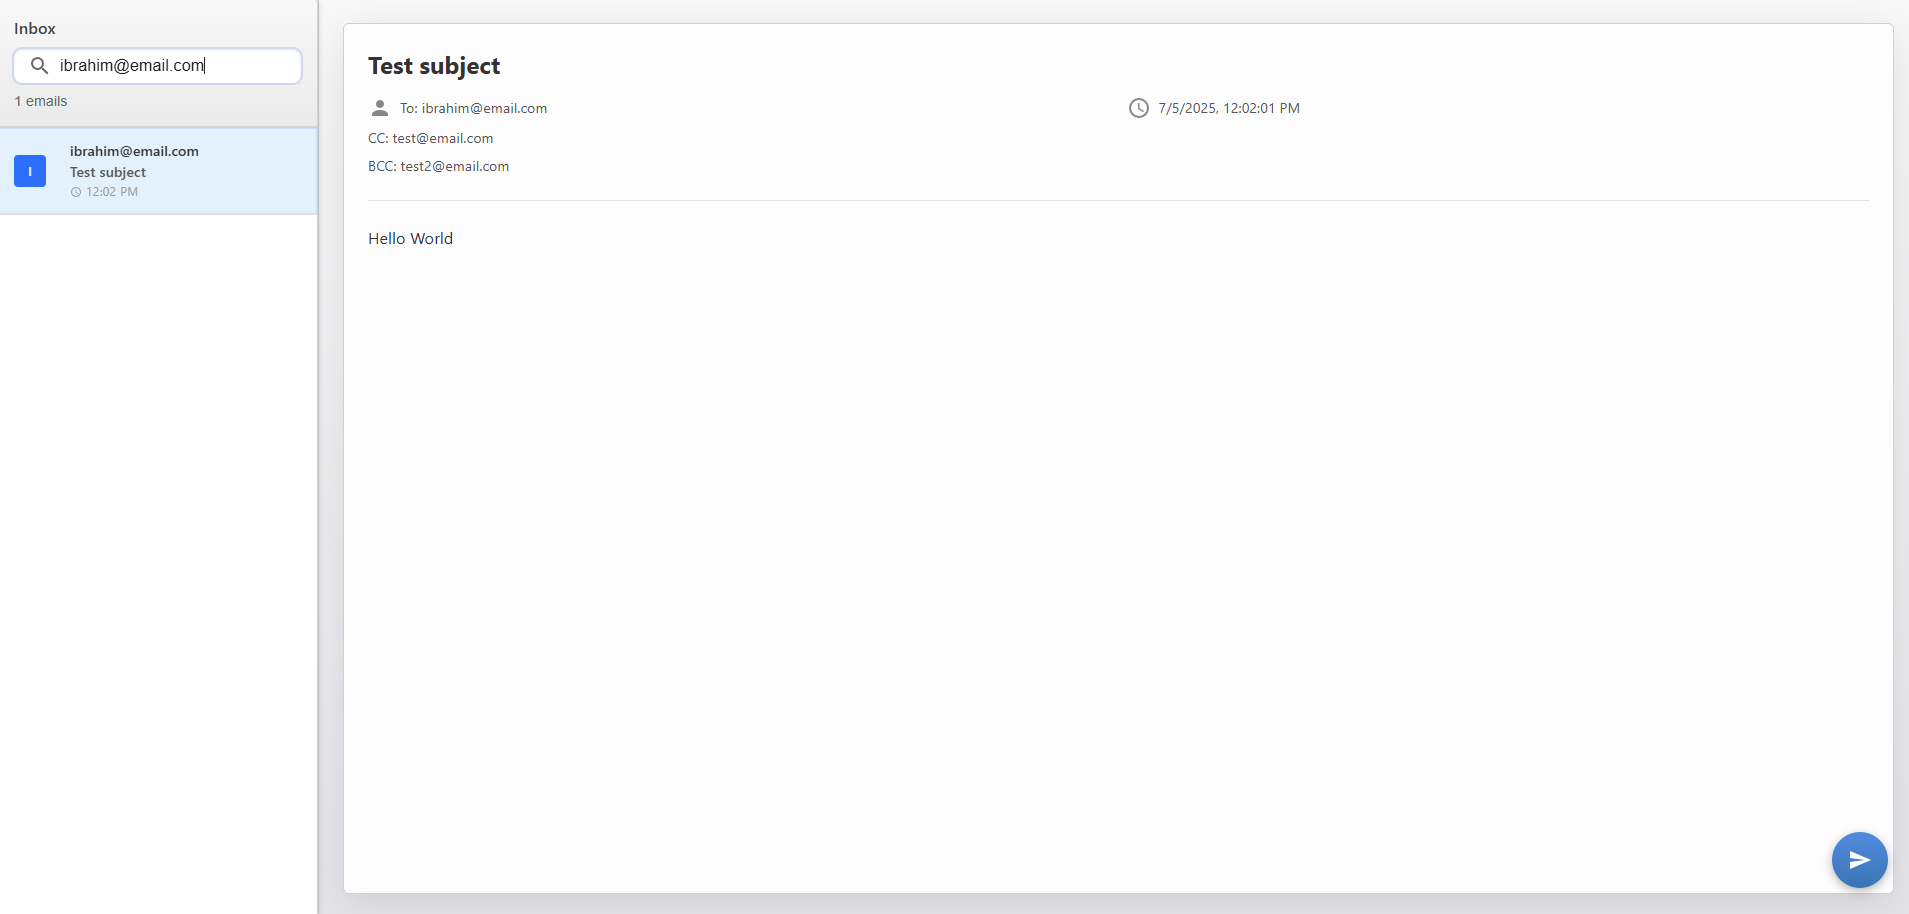 Inbox
ibrahim@email.com
1 emails
I
ibrahim@email.com
Test subject
12:02 PM
Test subject
To: ibrahim@email.com
7/5/2025, 12:02:01 PM
CC: test@email.com
BCC: test2@email.com
Hello World